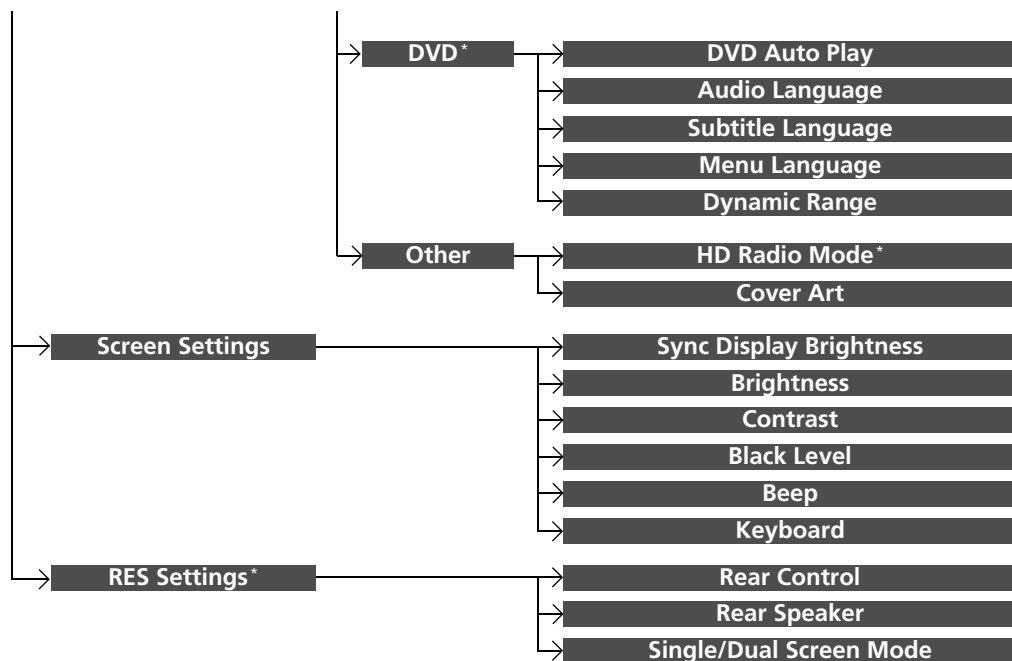 DVD*
DVD Auto Play
Audio Language
Subtitle Language
Menu Language
Dynamic Range
Other
HD Radio Mode*
Cover Art
Screen Settings
Sync Display Brightness
Brightness
Contrast
Black Level
Beep
Keyboard
RES Settings*
Rear Control
Rear Speaker
Single/Dual Screen Mode